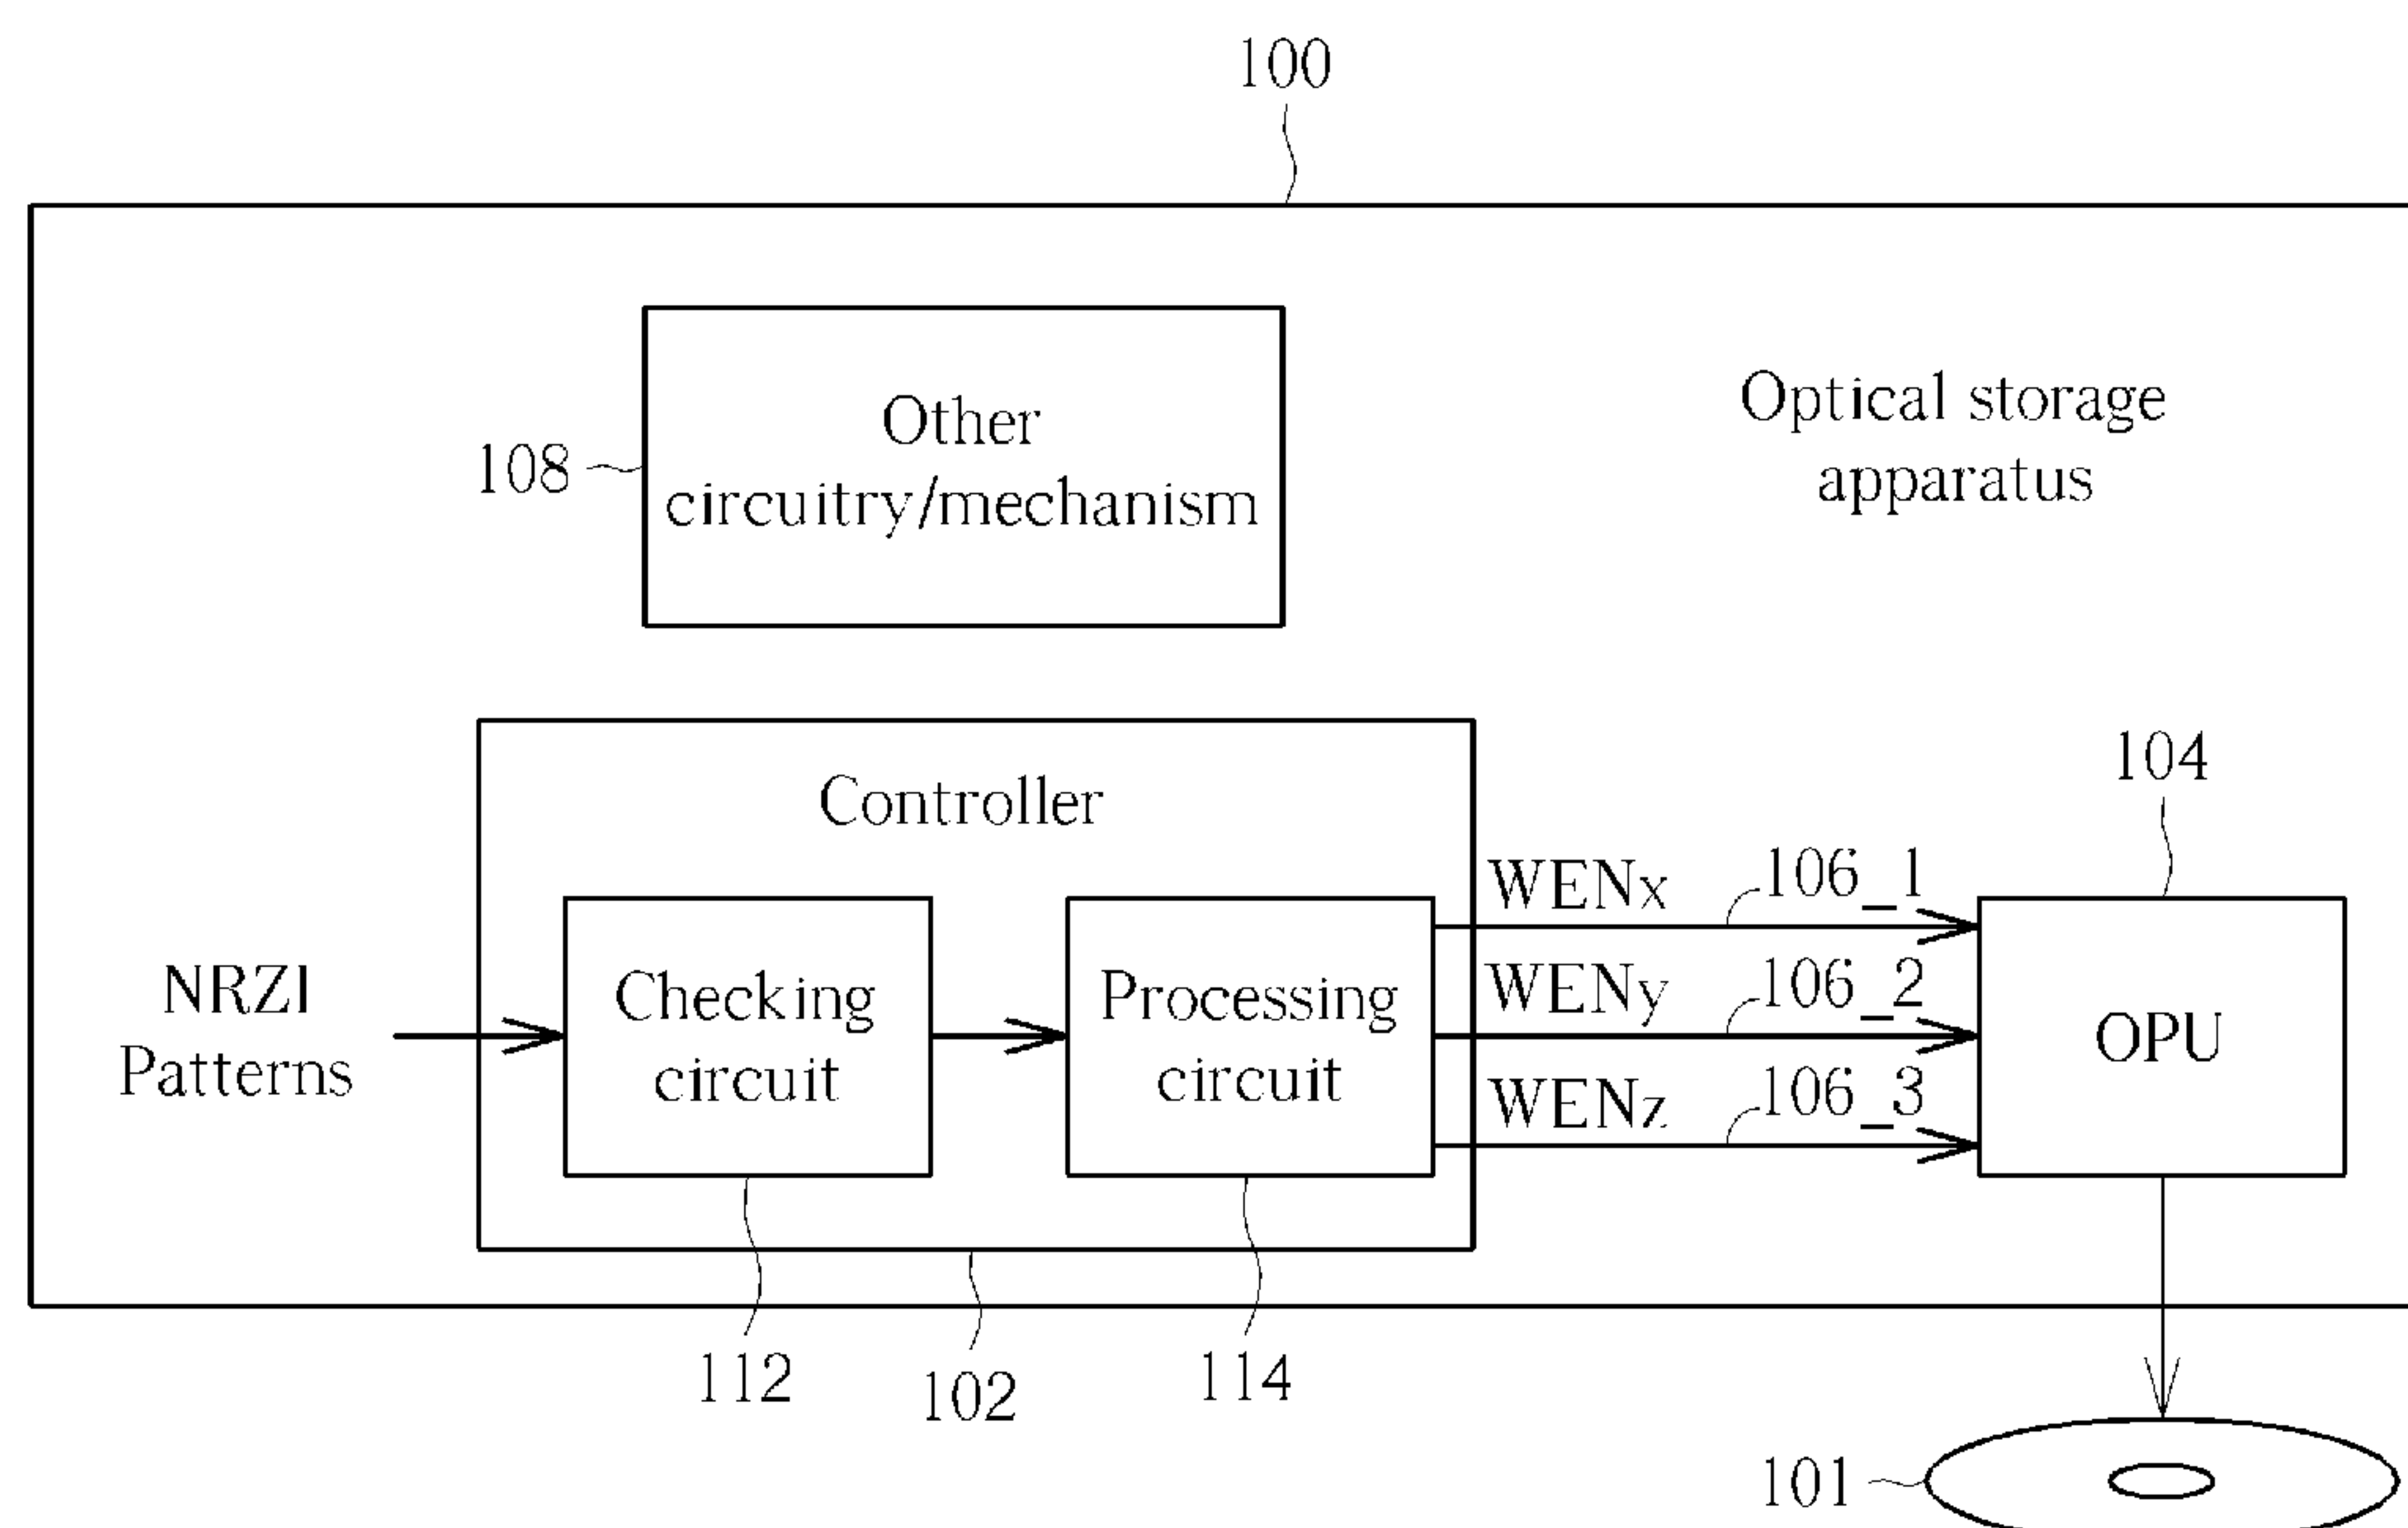 100
Other
circuitry/mechanism
108
Optical storage
apparatus
Controller
104
WENx
106_1
NRZI
Patterns
Checking
circuit
Processing
circuit
WENy
106_2
OPU
WENz
106_3
112
102
114
101